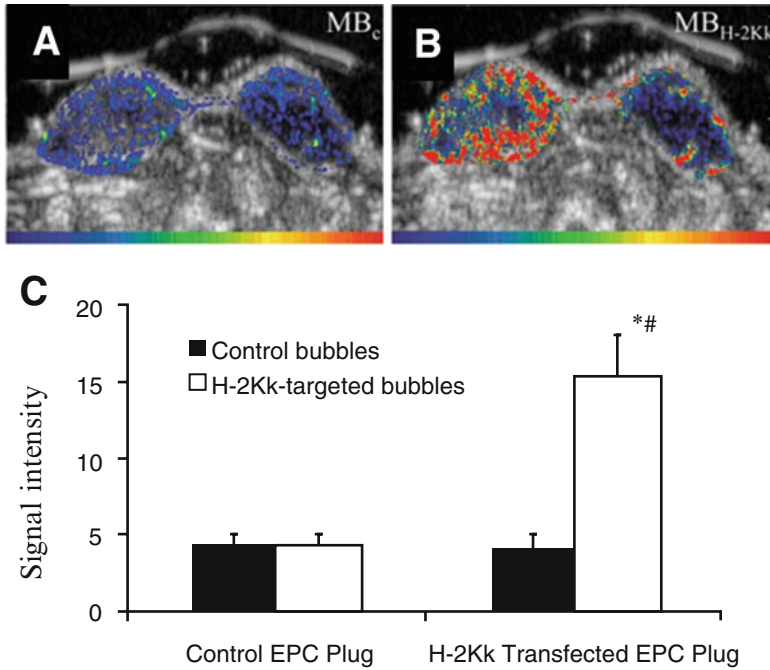 A
MBc
B
MBH-2Kk
C
20
15
10
5
0
Signal intensity
Control bubbles
H-2Kk-targeted bubbles
*#
Control EPC Plug
H-2Kk Transfected EPC Plug